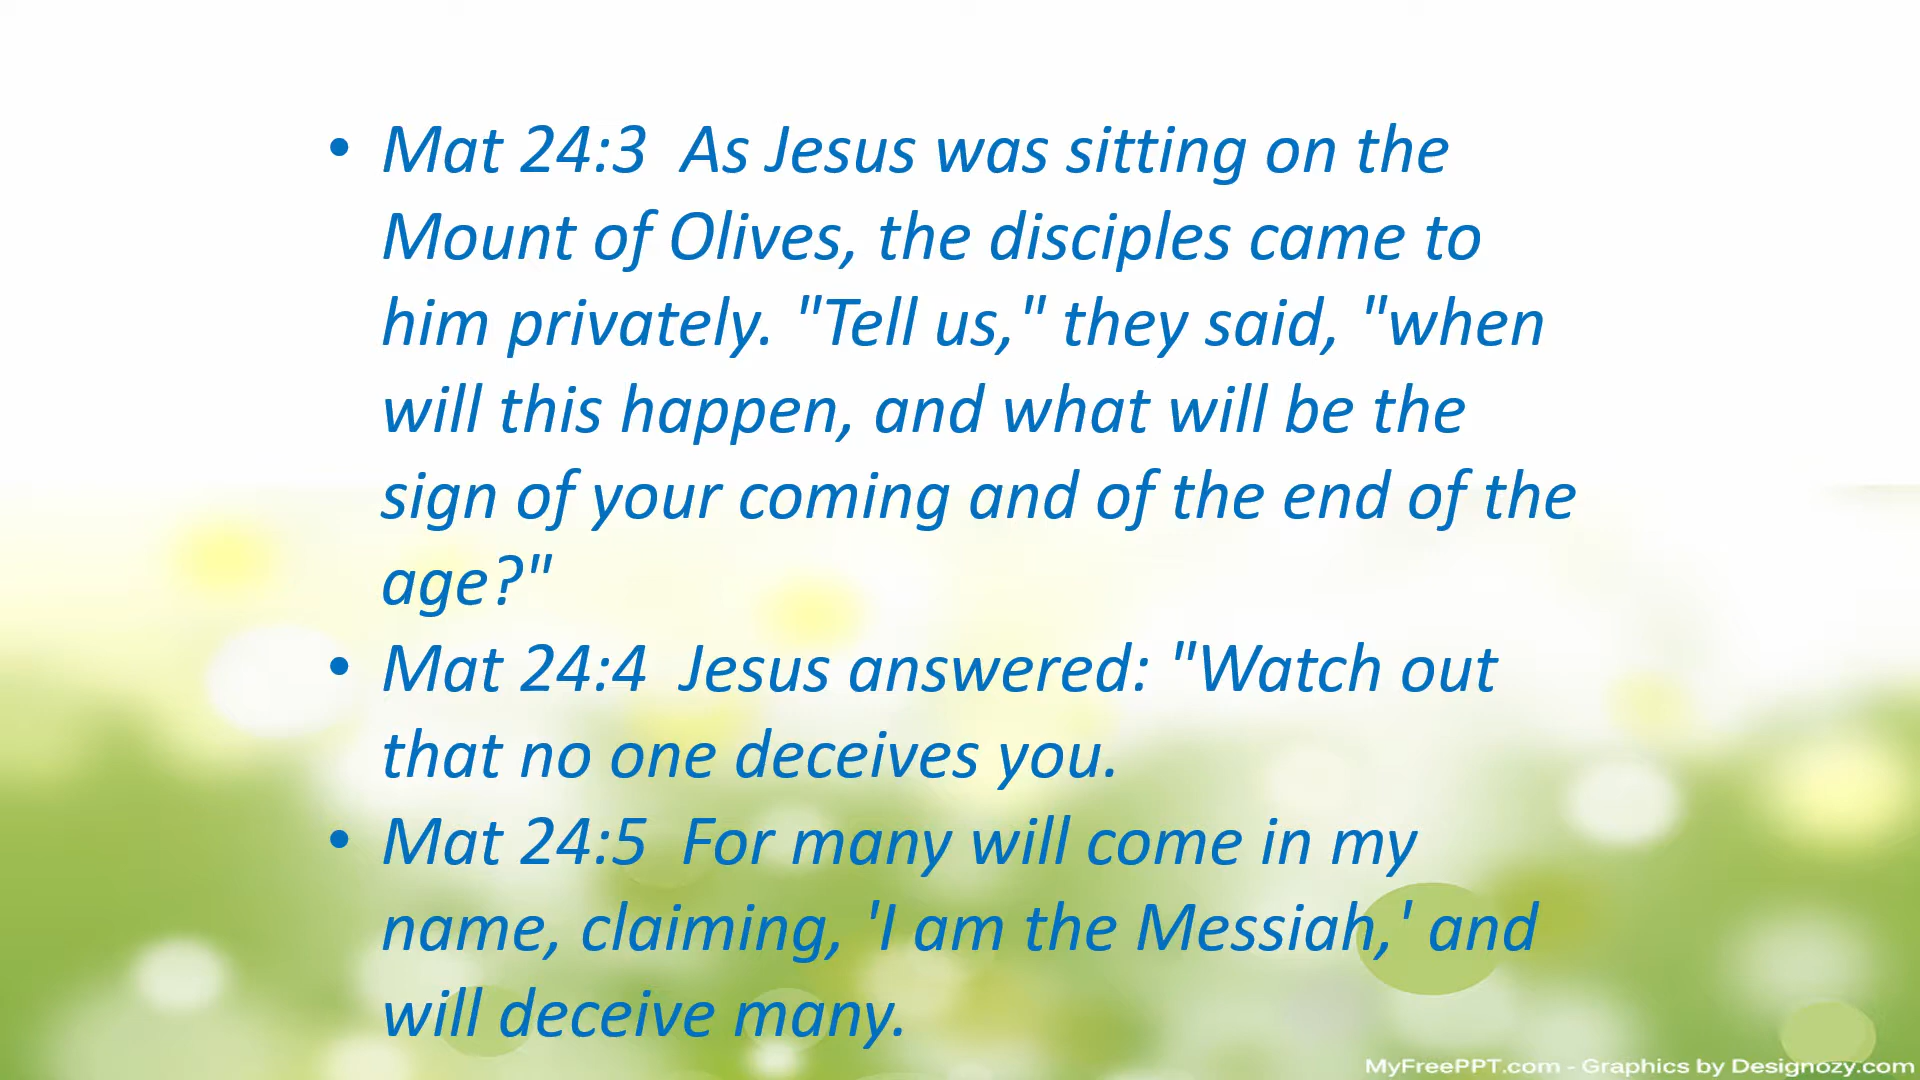 • Mat 24:3  As Jesus was sitting on the
Mount of Olives, the disciples came to
him privately. "Tell us," they said, "when
will this happen, and what will be the
sign of your coming and of the end of the
age?"
• Mat 24:4  Jesus answered: "Watch out
that no one deceives you.
• Mat 24:5  For many will come in my
name, claiming, 'I am the Messiah,' and
will deceive many.
MyFreePPT.com - Graphics by Designozy.com